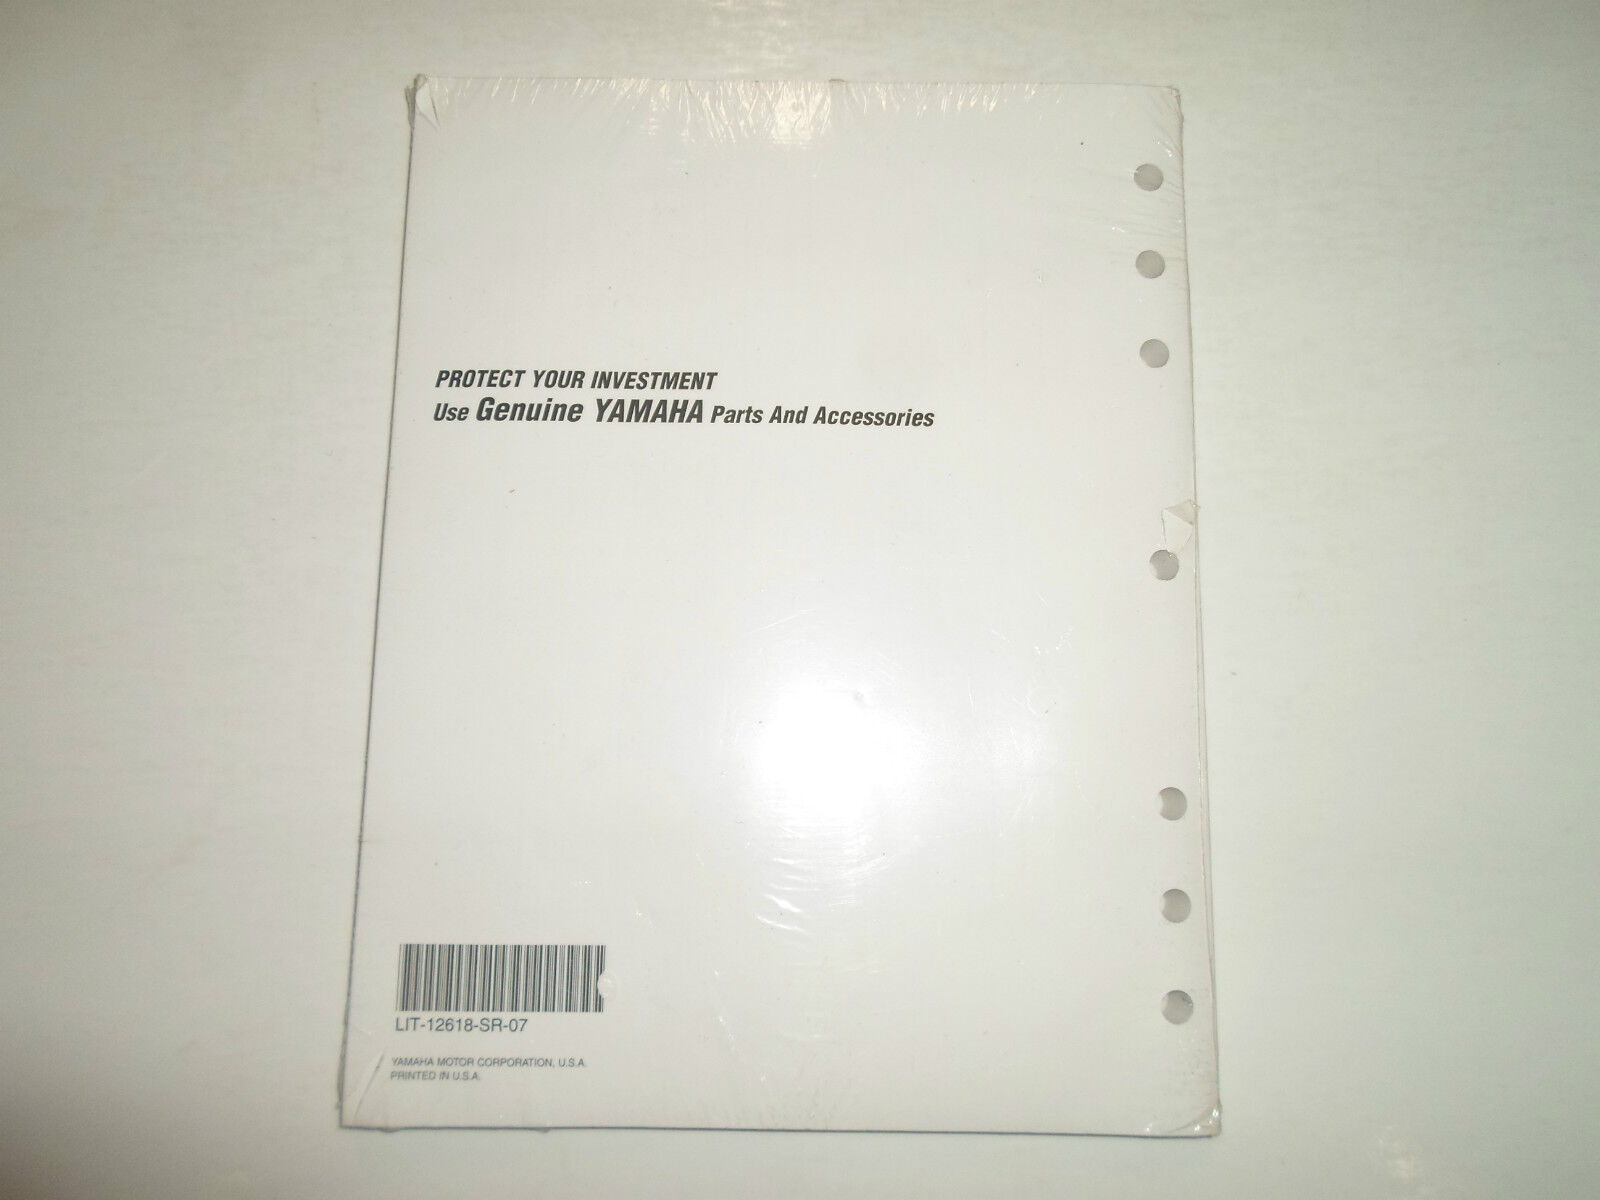 PROTECT YOUR INVESTMENT
Use Genuine YAMAHA Parts And Accessories
LIT-12618-SR-07
YAMAHA MOTOR CORPORATION, U.S.A.
PRINTED IN U.S.A.